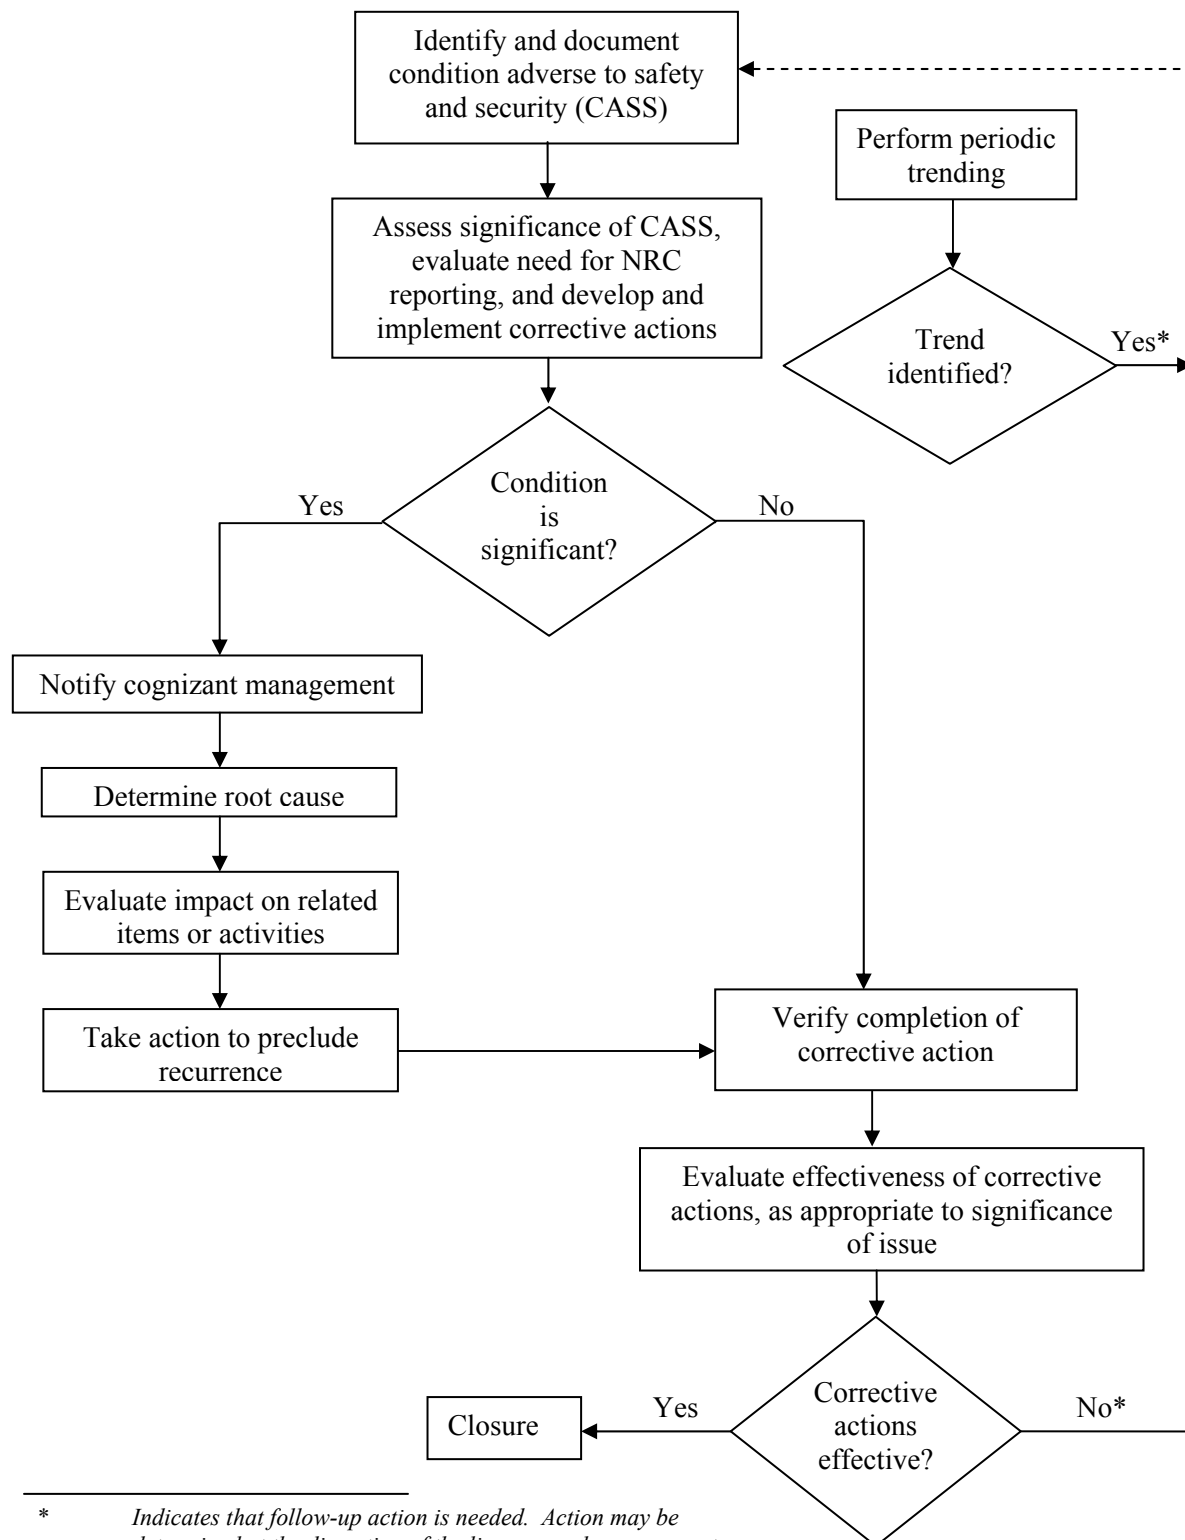 Identify and document
condition adverse to safety
and security (CASS)
Perform periodic
trending
Assess significance of CASS,
evaluate need for NRC
reporting, and develop and
implement corrective actions
Trend
identified?
Yes*
Condition
is
significant?
Yes
No
Notify cognizant management
Determine root cause
Evaluate impact on related
items or activities
Take action to preclude
recurrence
Verify completion of
corrective action
Evaluate effectiveness of corrective
actions, as appropriate to significance
of issue
Corrective
actions
effective?
Yes
No*
Closure
* Indicates that follow-up action is needed. Action may be